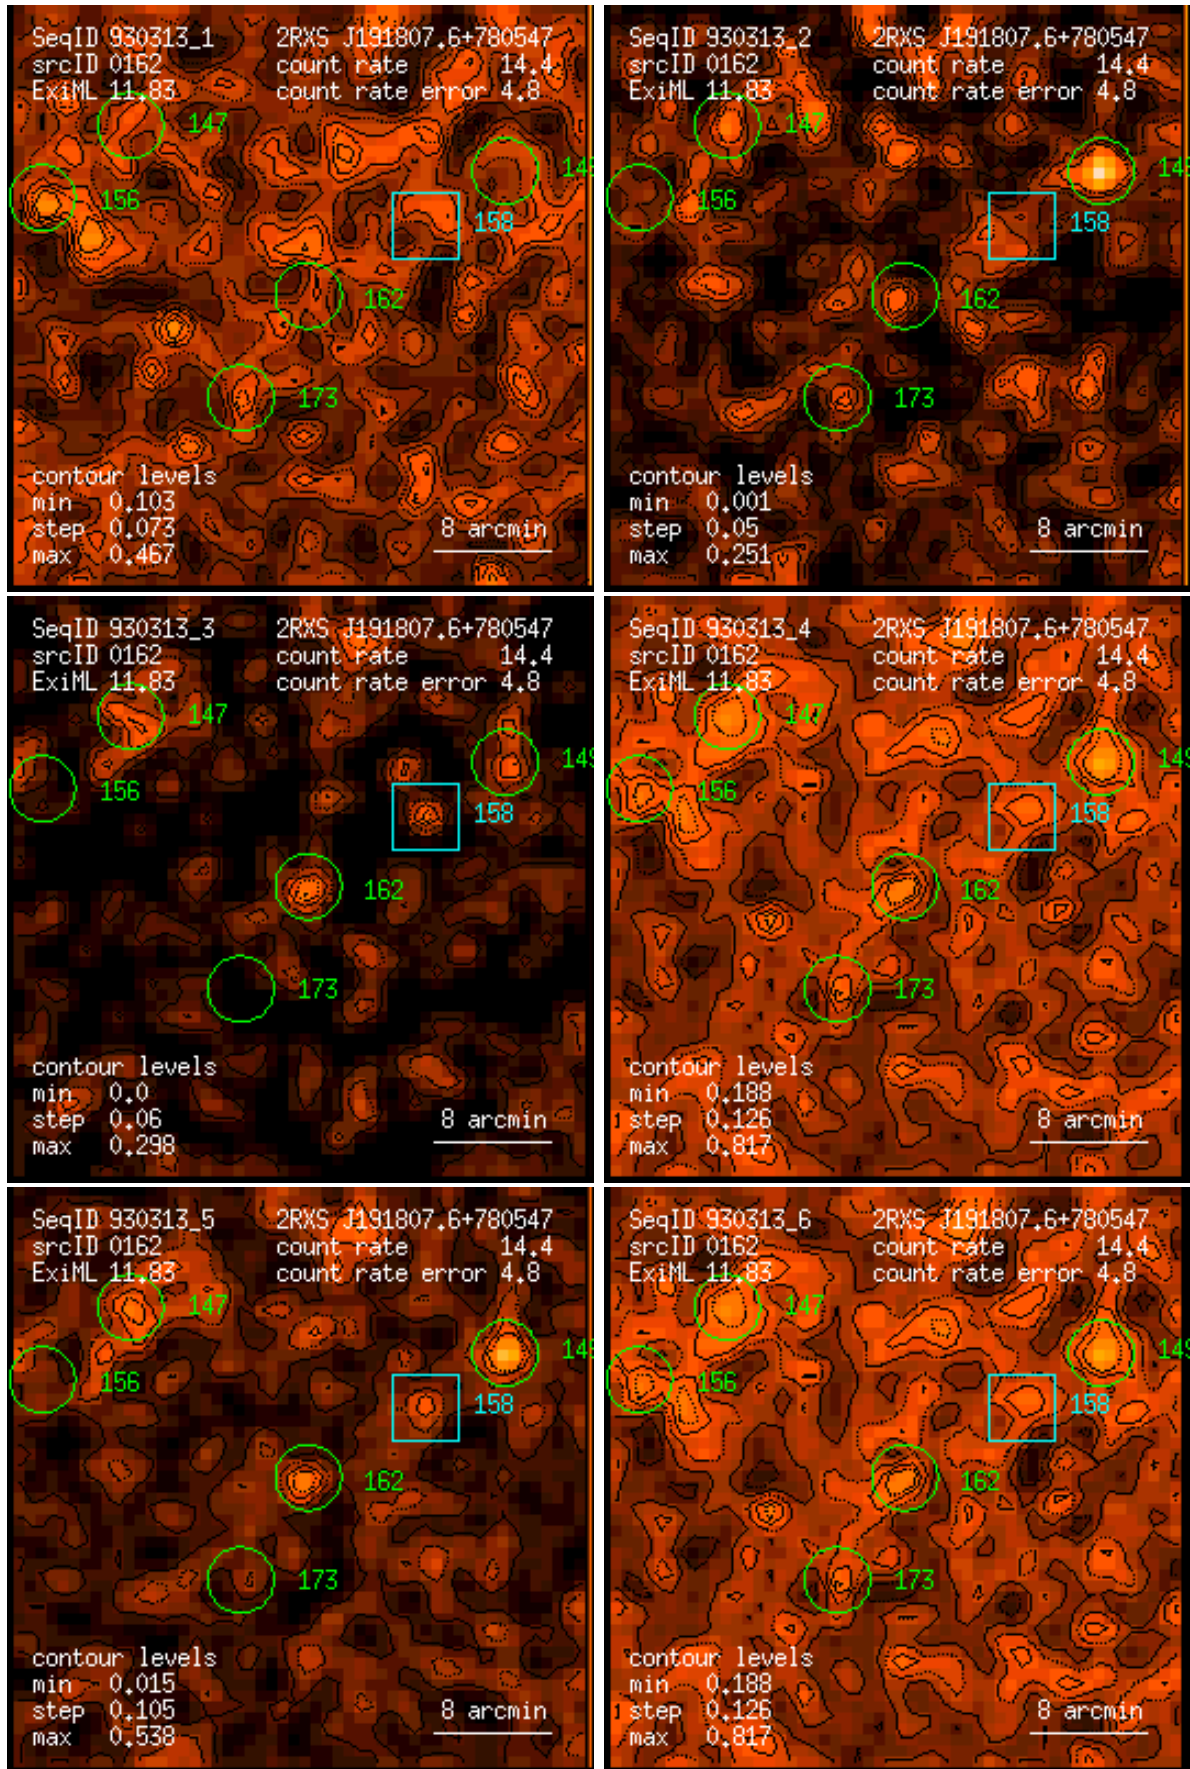 SeqID 930313_1 2RXS J191807.6+780547
srcID 0162 count rate 14.4
ExiML 11.83 count rate error 4.8
147
149
156
158
162
173
contour levels
min 0.103
step 0.073 8 arcmin
max 0.467
SeqID 930313_2 2RXS J191807.6+780547
srcID 0162 count rate 14.4
ExiML 11.83 count rate error 4.8
147
149
156
158
162
173
contour levels
min 0.001
step 0.05 8 arcmin
max 0.251
SeqID 930313_3 2RXS J191807.6+780547
srcID 0162 count rate 14.4
ExiML 11.83 count rate error 4.8
147
149
156
158
162
173
contour levels
min 0.0
step 0.06 8 arcmin
max 0.298
SeqID 930313_4 2RXS J191807.6+780547
srcID 0162 count rate 14.4
ExiML 11.83 count rate error 4.8
147
149
156
158
162
173
contour levels
min 0.188
step 0.126 8 arcmin
max 0.817
SeqID 930313_5 2RXS J191807.6+780547
srcID 0162 count rate 14.4
ExiML 11.83 count rate error 4.8
147
149
156
158
162
173
contour levels
min 0.015
step 0.105 8 arcmin
max 0.538
SeqID 930313_6 2RXS J191807.6+780547
srcID 0162 count rate 14.4
ExiML 11.83 count rate error 4.8
147
149
156
158
162
173
contour levels
min 0.188
step 0.126 8 arcmin
max 0.817